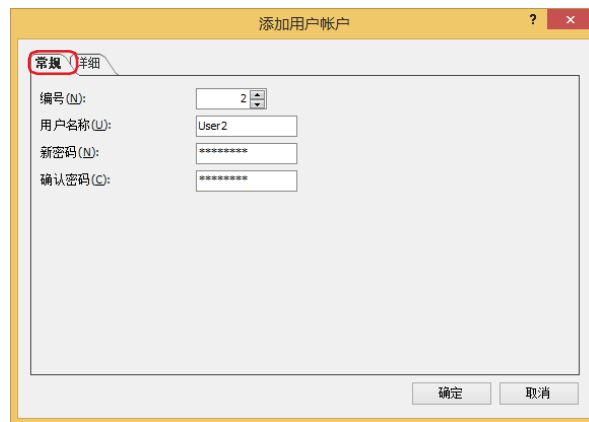 添加用户帐户
? ×
常规 详细
编号(N): 2
用户名称(U): User2
新密码(N): ********
确认密码(C): ********
确定 取消